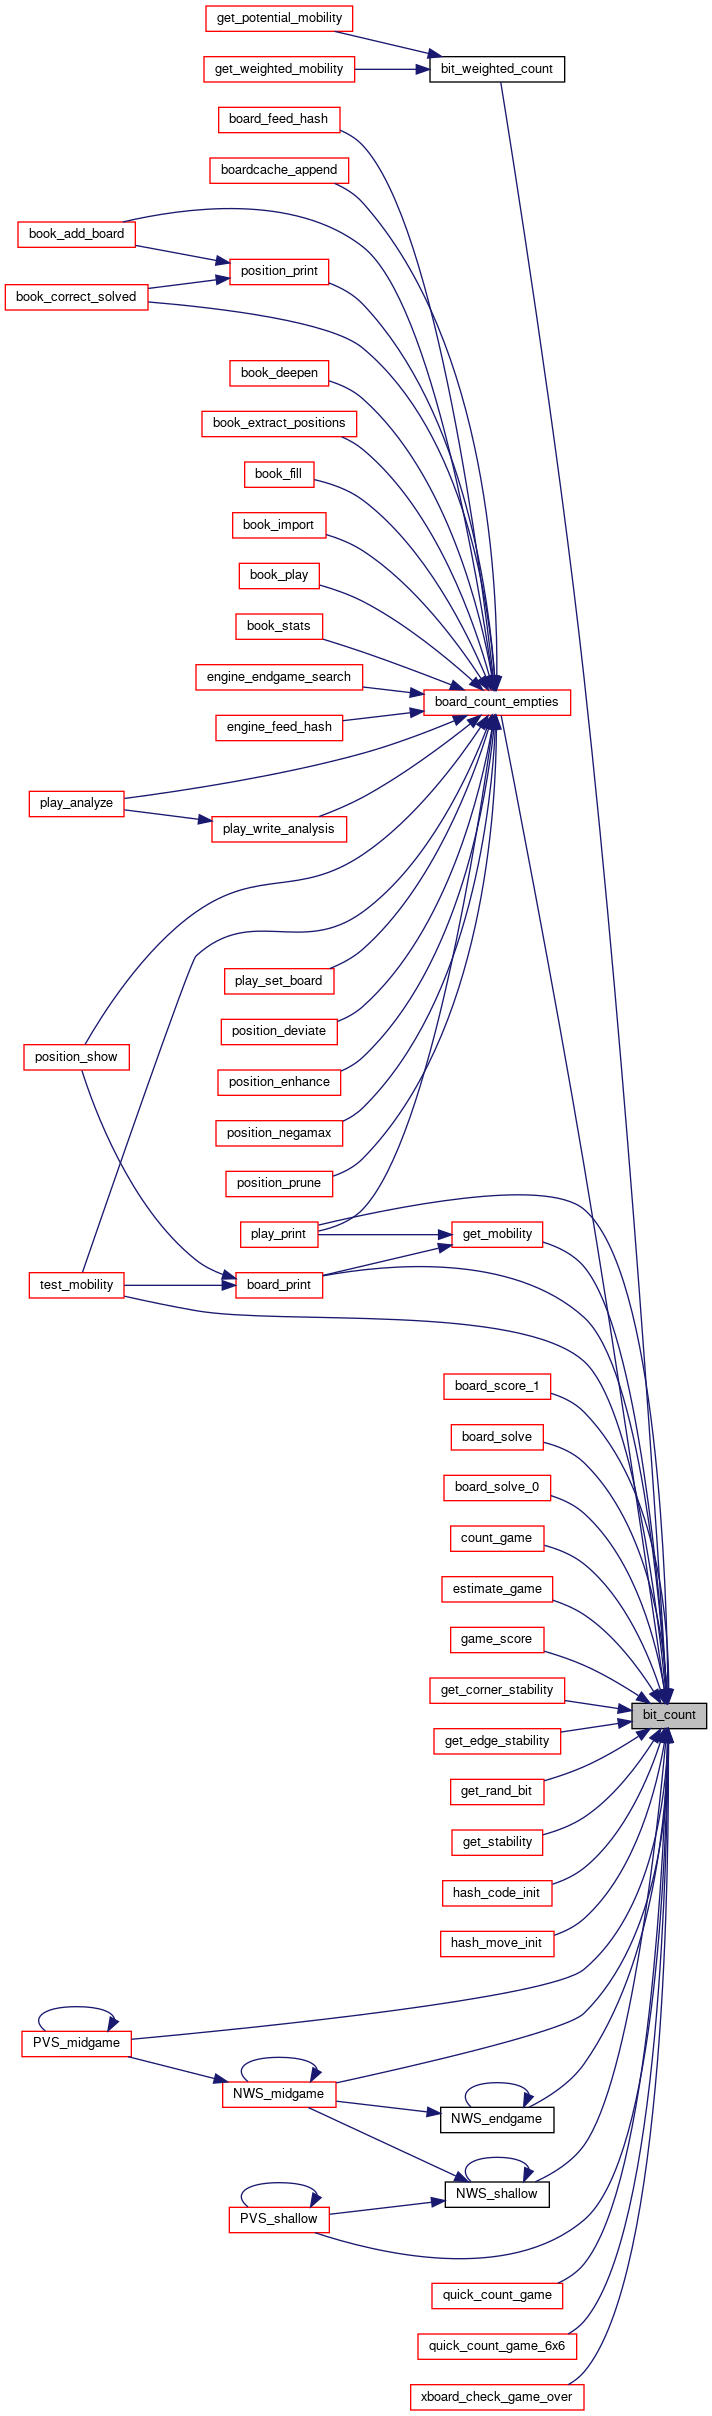 get_potential_mobility
get_weighted_mobility
bit_weighted_count
board_feed_hash
boardcache_append
book_add_board
position_print
book_correct_solved
book_deepen
book_extract_positions
book_fill
book_import
book_play
book_stats
engine_endgame_search
board_count_empties
engine_feed_hash
play_analyze
play_write_analysis
play_set_board
position_deviate
position_show
position_enhance
position_negamax
position_prune
play_print
get_mobility
test_mobility
board_print
board_score_1
board_solve
board_solve_0
count_game
estimate_game
game_score
get_corner_stability
bit_count
get_edge_stability
get_rand_bit
get_stability
hash_code_init
hash_move_init
PVS_midgame
NWS_midgame
NWS_endgame
NWS_shallow
PVS_shallow
quick_count_game
quick_count_game_6x6
xboard_check_game_over